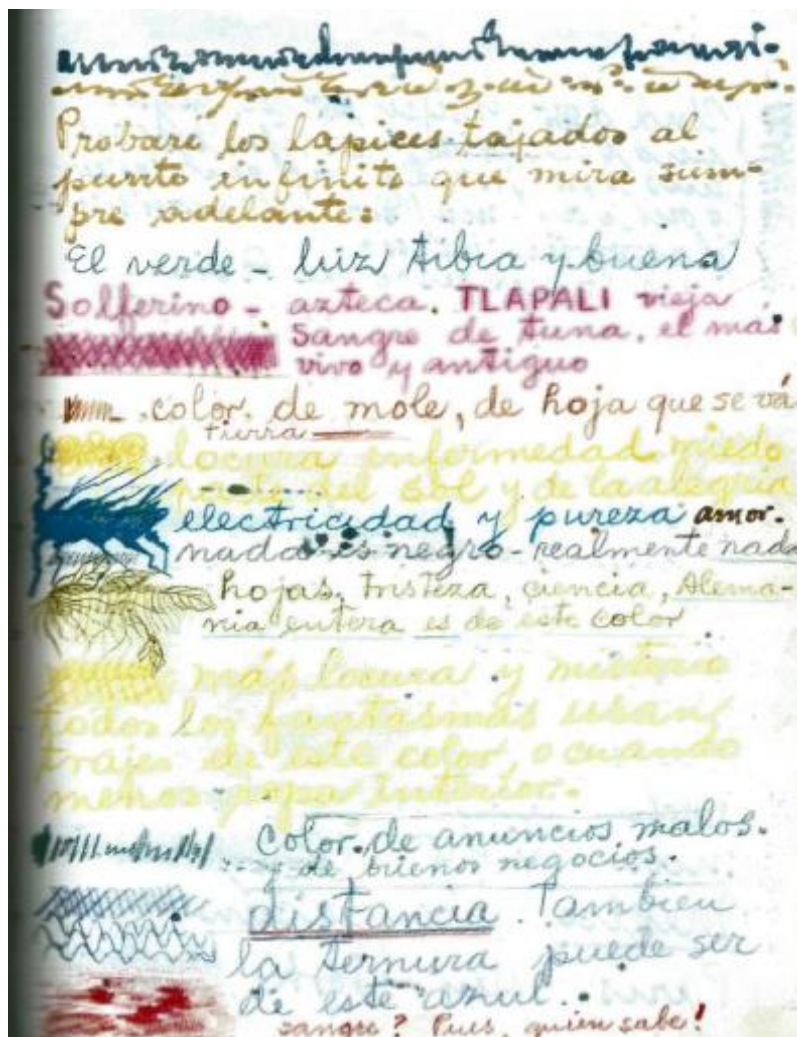 Probaré los lapices tajados al
punto infinito que mira siem-
pre adelante:
El verde - luz tibia y buena
Solferino - azteca. TLAPALI vieja
sangre de tuna, el más
vivo y antiguo
color de mole, de hoja que se vá
tierra
locura enfermedad miedo
parte del sol y de la alegria
electricidad y pureza amor.
nada es negro - realmente nada
hojas, tristeza, ciencia, Alema-
nia entera es de este color
más locura y misterio
todos los fantasmas usan
trajes de este color, o cuando
menos ropa interior.
Color de anuncios malos.
y de buenos negocios.
distancia. Tambien
la ternura puede ser
de este azul.
sangre? Pues, quien sabe!